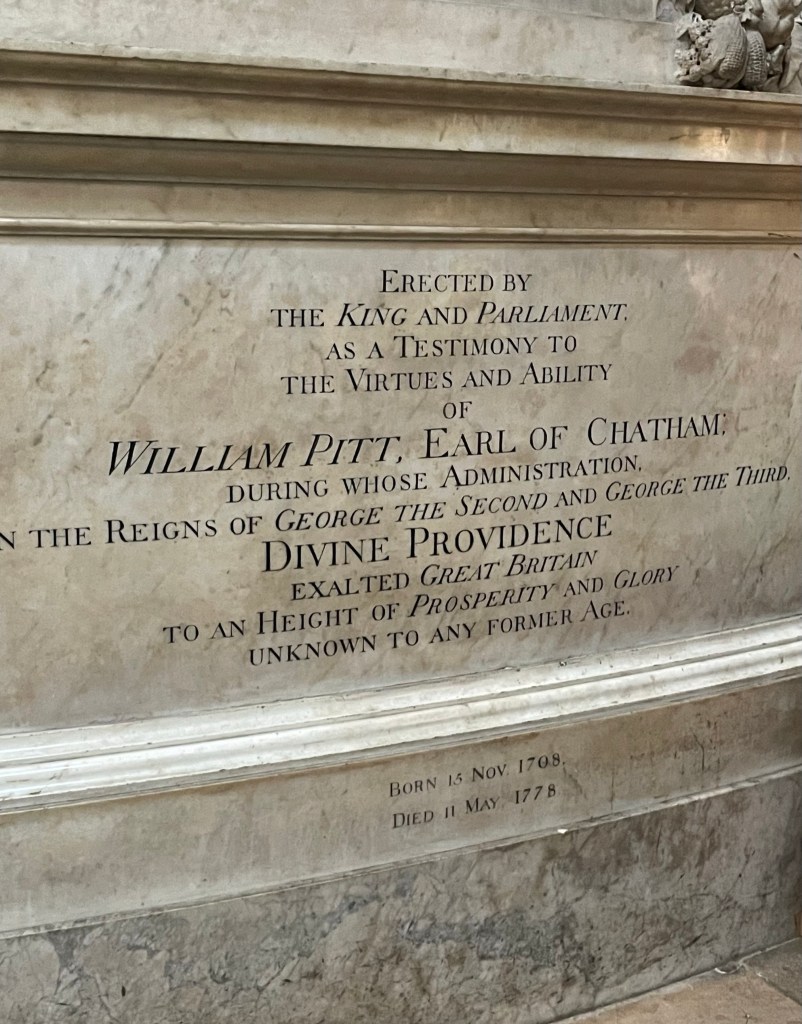 ERECTED BY
THE KING AND PARLIAMENT,
AS A TESTIMONY TO
THE VIRTUES AND ABILITY
OF
WILLIAM PITT, EARL OF CHATHAM;
DURING WHOSE ADMINISTRATION,
N THE REIGNS OF GEORGE THE SECOND AND GEORGE THE THIRD,
DIVINE PROVIDENCE
EXALTED GREAT BRITAIN
TO AN HEIGHT OF PROSPERITY AND GLORY
UNKNOWN TO ANY FORMER AGE.
BORN 15 NOV. 1708.
DIED 11 MAY. 1778.